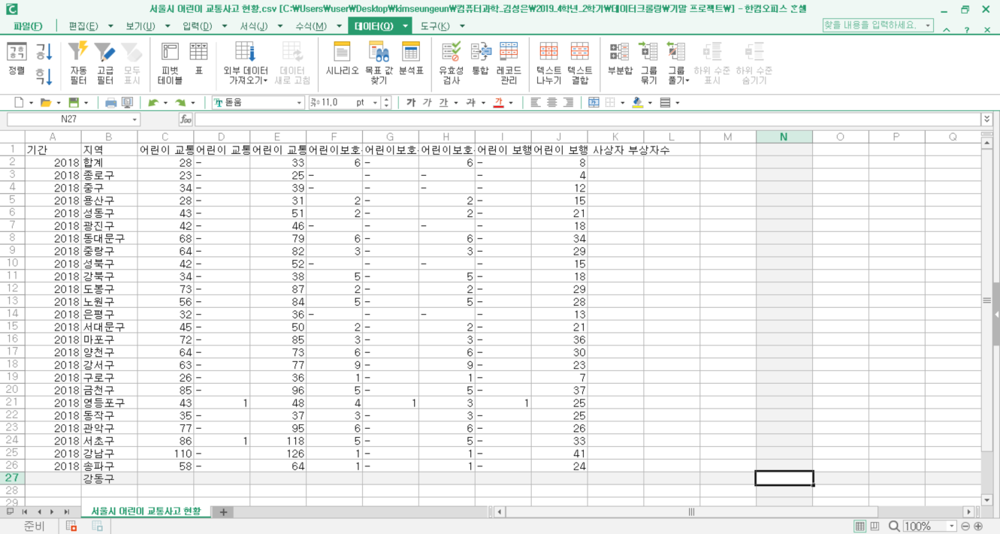 서울시 어린이 교통사고 현황.csv [C:₩Users₩user₩Desktop₩kimseungeun₩컴퓨터과학_김성은₩2019_4학년_2학기₩데이터크롤링₩기말 프로젝트₩] - 한컴오피스 한셀
파일(F) 편집(E) 보기(U) 입력(D) 서식(J) 수식(M) 데이터(Q) 도구(K) 찾을 내용을 입력하세요.
정렬 자동 필터 고급 필터 모두 표시 피벗 테이블 표 외부 데이터 가져오기 데이터 새로 고침 시나리오 목표 값 찾기 분석표 유효성 검사 통합 레코드 관리 텍스트 나누기 텍스트 결합 부분합 그룹 묶기 그룹 풀기 하위 수준 표시 하위 수준 숨기기
돋움 11.0 pt 가 가 가 가 가
N27
A B C D E F G H I J K L M N O P Q
1 기간 지역 어린이 교통 어린이 교통 어린이 교통 어린이보호 어린이보호 어린이보호 어린이 보행 어린이 보행 사상자 부상자수
2 2018 합계 28 - 33 6 - 6 - 8
3 2018 종로구 23 - 25 - - - - 4
4 2018 중구 34 - 39 - - - - 12
5 2018 용산구 28 - 31 2 - 2 - 15
6 2018 성동구 43 - 51 2 - 2 - 21
7 2018 광진구 42 - 46 - - - - 18
8 2018 동대문구 68 - 79 6 - 6 - 34
9 2018 중랑구 64 - 82 3 - 3 - 29
10 2018 성북구 42 - 52 - - - - 15
11 2018 강북구 34 - 38 5 - 5 - 18
12 2018 도봉구 73 - 87 2 - 2 - 29
13 2018 노원구 56 - 84 5 - 5 - 28
14 2018 은평구 32 - 36 - - - - 13
15 2018 서대문구 45 - 50 2 - 2 - 21
16 2018 마포구 72 - 85 3 - 3 - 36
17 2018 양천구 64 - 73 6 - 6 - 30
18 2018 강서구 63 - 77 9 - 9 - 23
19 2018 구로구 26 - 36 1 - 1 - 7
20 2018 금천구 85 - 96 5 - 5 - 37
21 2018 영등포구 43 1 48 4 1 3 1 25
22 2018 동작구 35 - 37 3 - 3 - 25
23 2018 관악구 77 - 95 6 - 6 - 26
24 2018 서초구 86 1 118 5 - 5 - 33
25 2018 강남구 110 - 126 1 - 1 - 41
26 2018 송파구 58 - 64 1 - 1 - 24
27 강동구
28
29
서울시 어린이 교통사고 현황
준비 100%